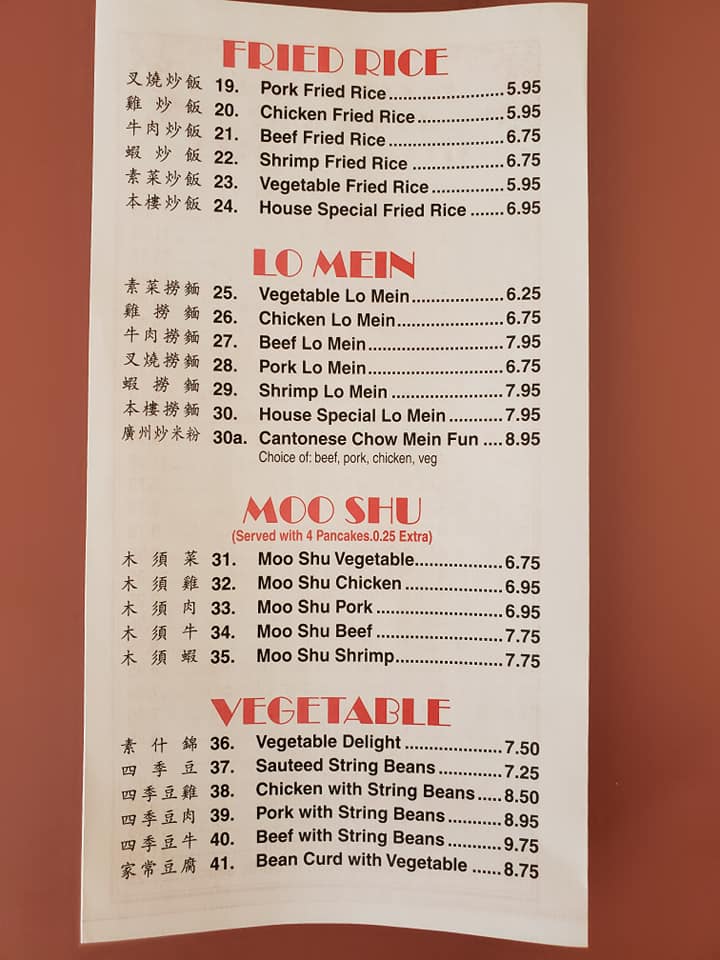 FRIED RICE
叉燒炒飯 19. Pork Fried Rice ........................ 5.95
雞炒飯 20. Chicken Fried Rice .................. 5.95
牛肉炒飯 21. Beef Fried Rice ........................ 6.75
蝦炒飯 22. Shrimp Fried Rice ................... 6.75
素菜炒飯 23. Vegetable Fried Rice ............... 5.95
本樓炒飯 24. House Special Fried Rice ....... 6.95
LO MEIN
素菜撈麵 25. Vegetable Lo Mein ................... 6.25
雞撈麵 26. Chicken Lo Mein ...................... 6.75
牛肉撈麵 27. Beef Lo Mein ............................ 7.95
叉燒撈麵 28. Pork Lo Mein ............................ 6.75
蝦撈麵 29. Shrimp Lo Mein ....................... 7.95
本樓撈麵 30. House Special Lo Mein ........... 7.95
廣州炒米粉 30a. Cantonese Chow Mein Fun .... 8.95
Choice of: beef, pork, chicken, veg
MOO SHU
(Served with 4 Pancakes.0.25 Extra)
木須菜 31. Moo Shu Vegetable .................. 6.75
木須雞 32. Moo Shu Chicken ..................... 6.95
木須肉 33. Moo Shu Pork .......................... 6.95
木須牛 34. Moo Shu Beef .......................... 7.75
木須蝦 35. Moo Shu Shrimp ...................... 7.75
VEGETABLE
素什錦 36. Vegetable Delight .................... 7.50
四季豆 37. Sauteed String Beans ............. 7.25
四季豆雞 38. Chicken with String Beans ..... 8.50
四季豆肉 39. Pork with String Beans ........... 8.95
四季豆牛 40. Beef with String Beans ........... 9.75
家常豆腐 41. Bean Curd with Vegetable ...... 8.75